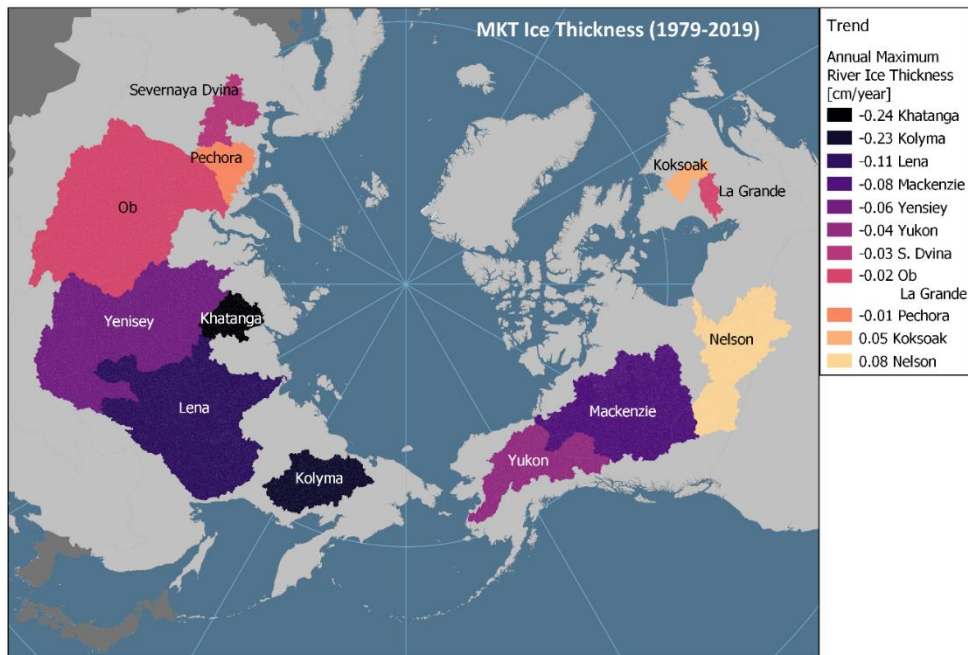 MKT Ice Thickness (1979-2019)
Severnaya Dvina
Pechora
Ob
Yenisey
Khatanga
Lena
Kolyma
Koksoak
La Grande
Nelson
Mackenzie
Yukon
Trend
Annual Maximum
River Ice Thickness
[cm/year]
-0.24 Khatanga
-0.23 Kolyma
-0.11 Lena
-0.08 Mackenzie
-0.06 Yensiey
-0.04 Yukon
-0.03 S. Dvina
-0.02 Ob
La Grande
-0.01 Pechora
0.05 Koksoak
0.08 Nelson